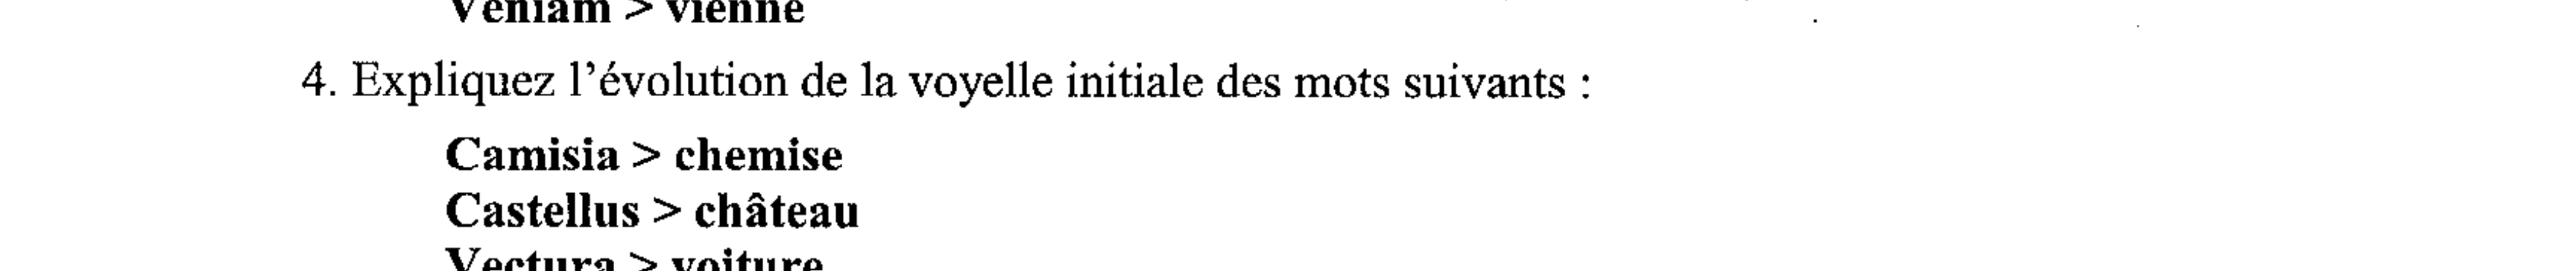 Veniam > vienne
4. Expliquez l'évolution de la voyelle initiale des mots suivants :
Camisia > chemise
Castellus > château
Vectura > voiture